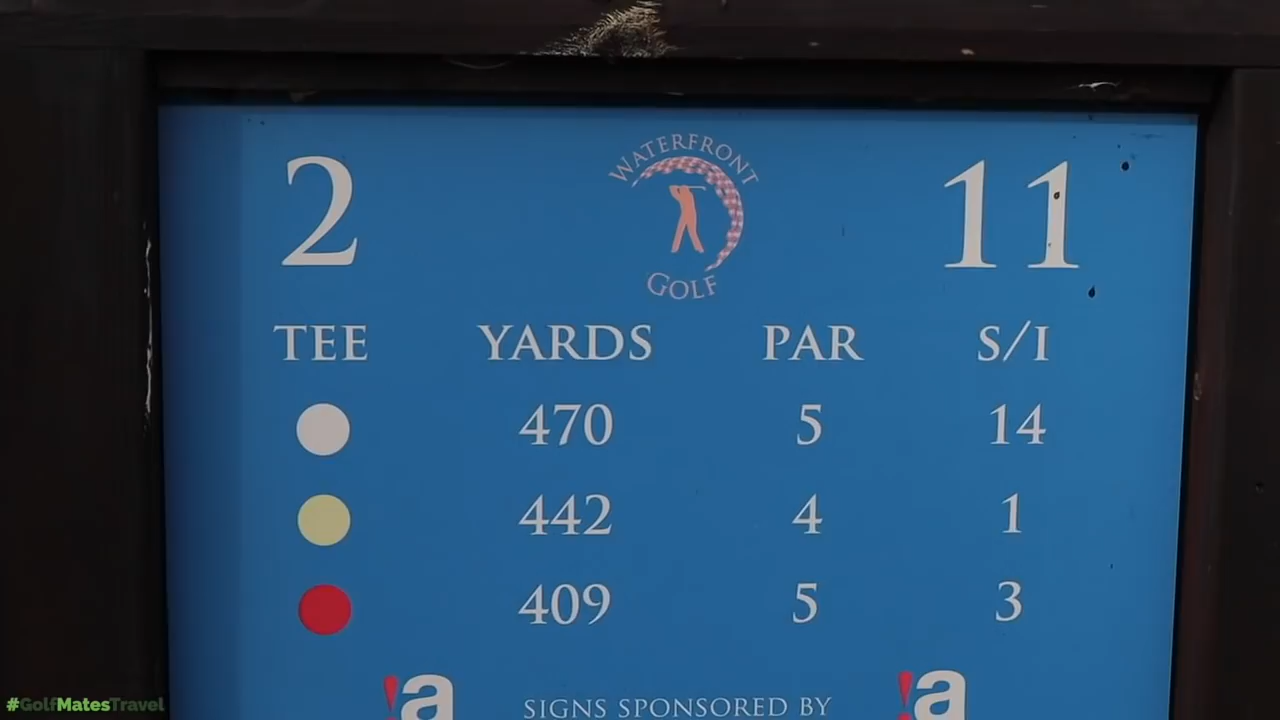 2
WATERFRONT
GOLF
11
TEE YARDS PAR S/I
470 5 14
442 4 1
409 5 3
!a SIGNS SPONSORED BY !a
#GolfMatesTravel